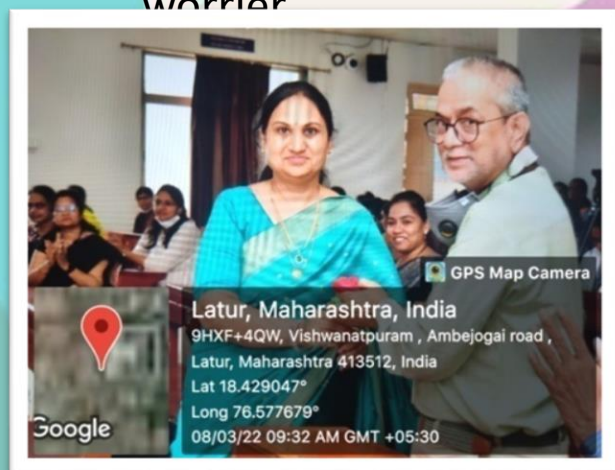 worrier
GPS Map Camera
Latur, Maharashtra, India
9HXF+4QW, Vishwanatpuram , Ambejogai road ,
Latur, Maharashtra 413512, India
Lat 18.429047°
Long 76.577679°
08/03/22 09:32 AM GMT +05:30
Google